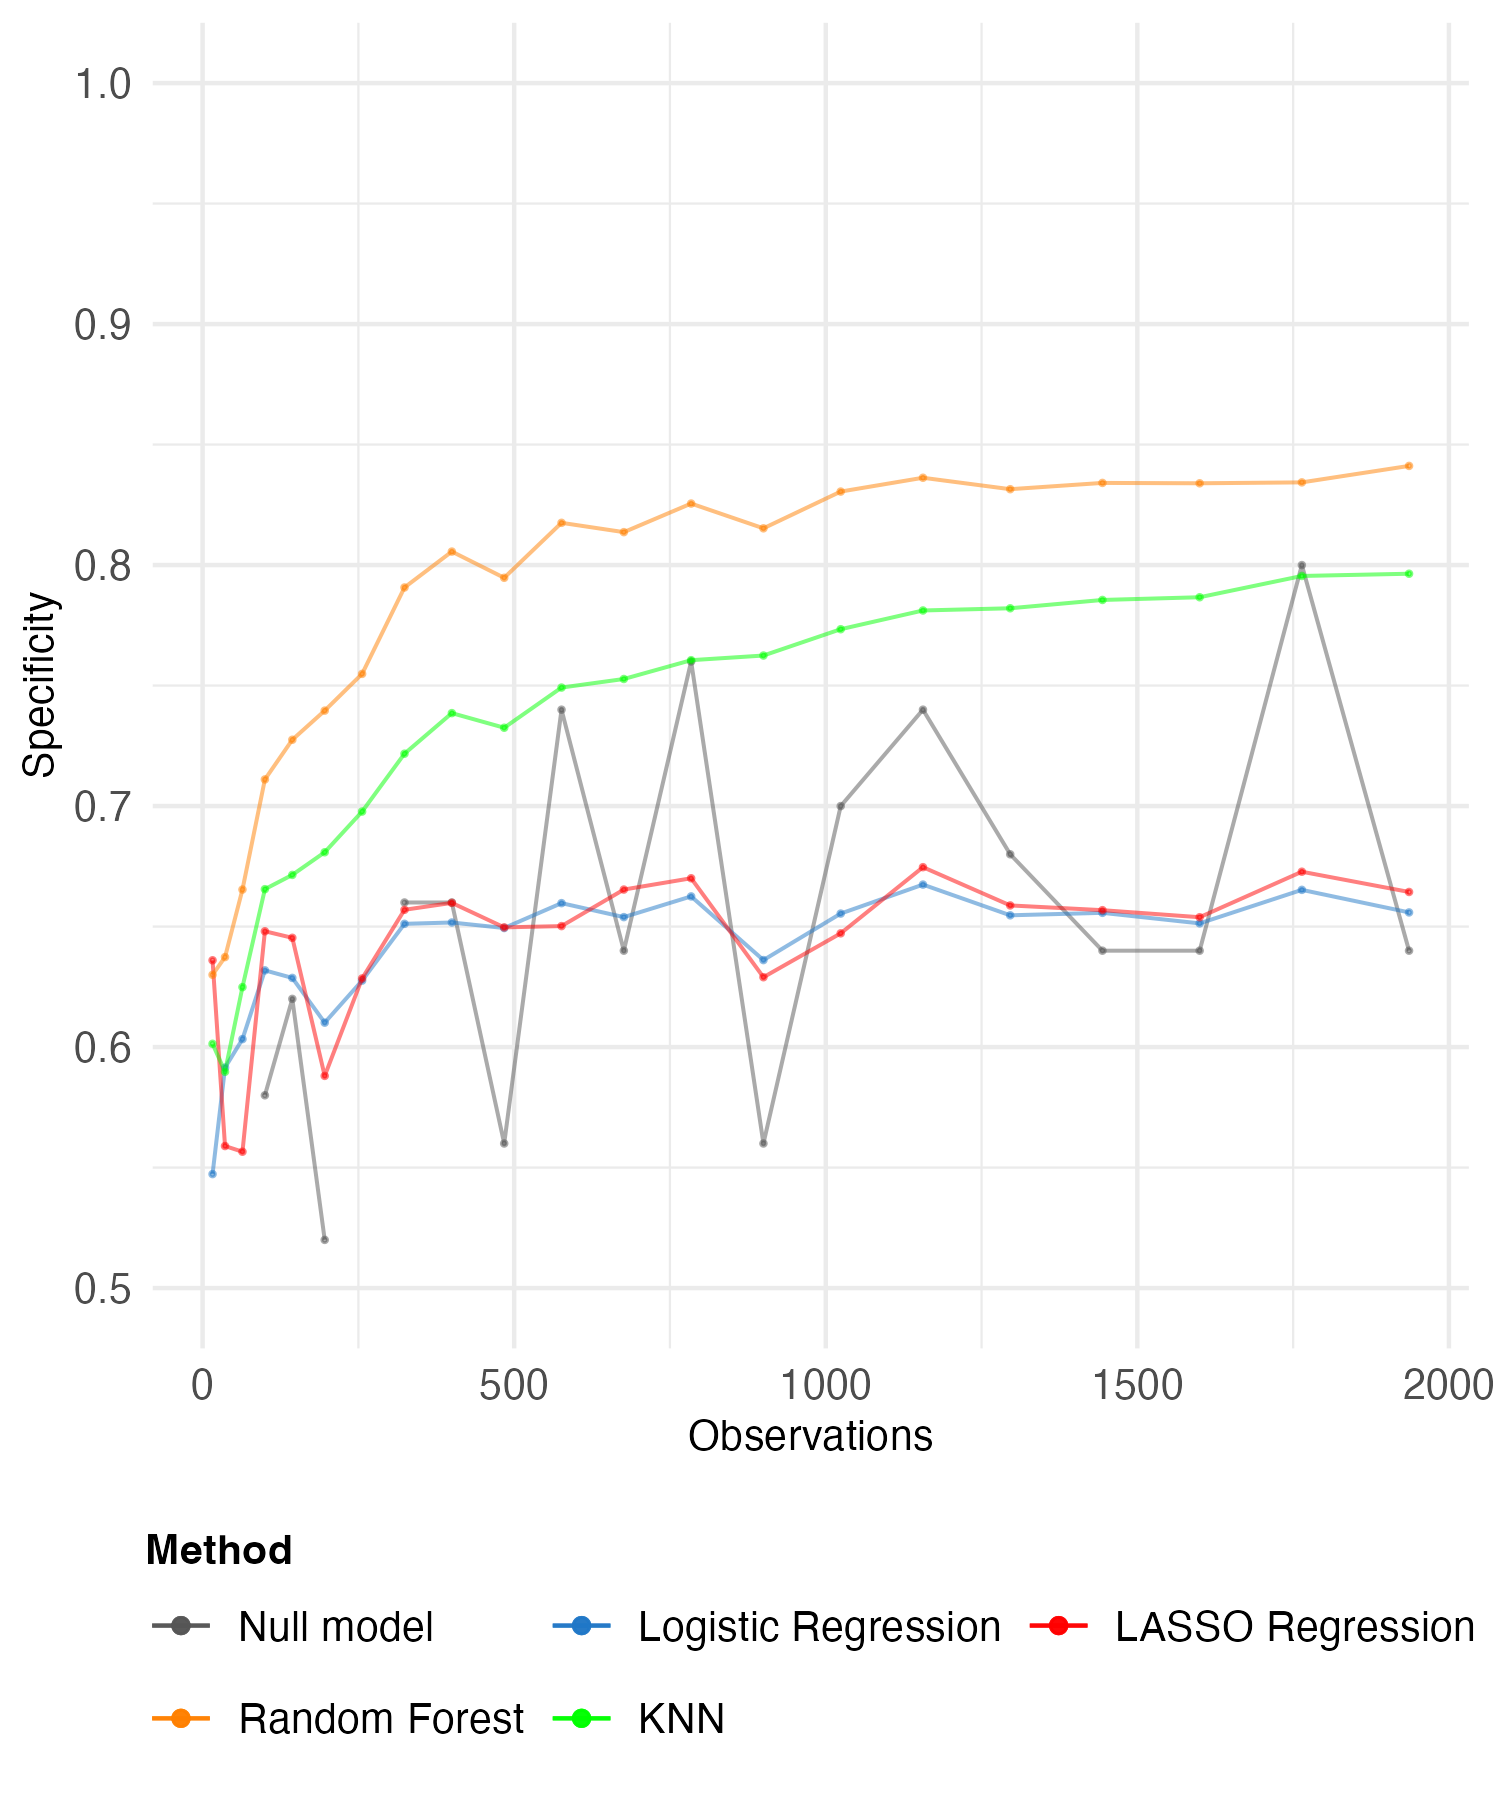 1.0
0.9
0.8
0.7
0.6
0.5
Specificity
0 500 1000 1500 2000
Observations
Method
Null model Logistic Regression LASSO Regression
Random Forest KNN